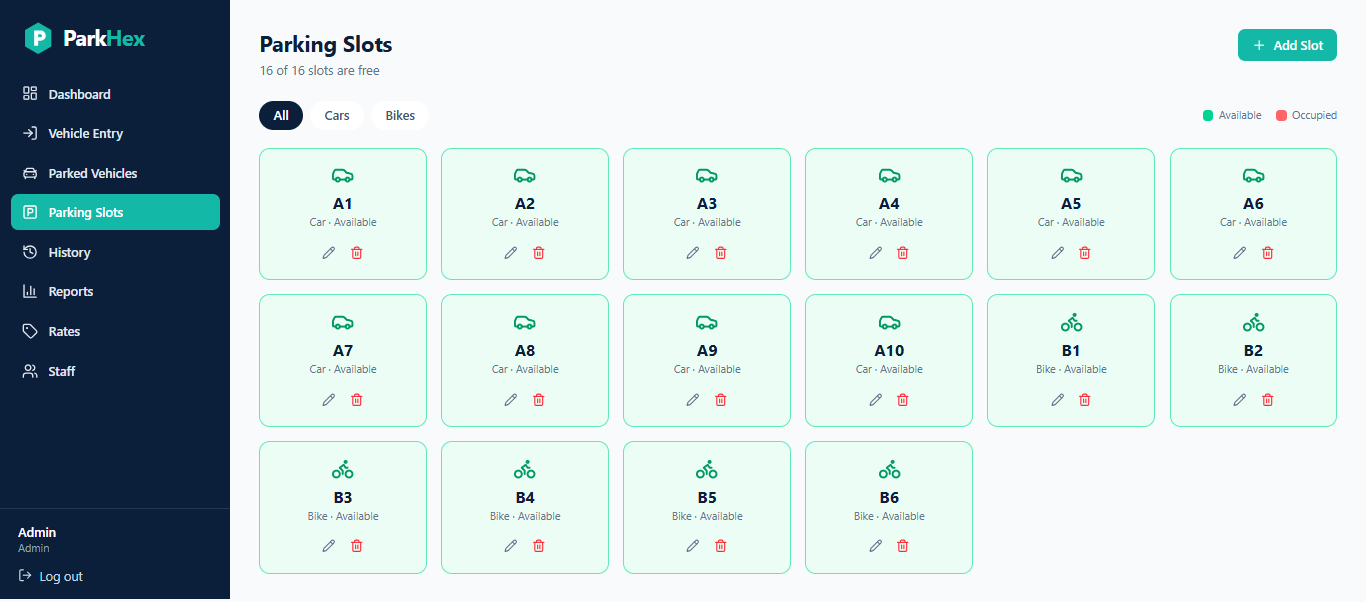 ParkHex
Dashboard
Vehicle Entry
Parked Vehicles
Parking Slots
History
Reports
Rates
Staff
Admin
Admin
Log out
Parking Slots
16 of 16 slots are free
+ Add Slot
All Cars Bikes
Available Occupied
A1 A2 A3 A4 A5 A6
Car · Available Car · Available Car · Available Car · Available Car · Available Car · Available
A7 A8 A9 A10 B1 B2
Car · Available Car · Available Car · Available Car · Available Bike · Available Bike · Available
B3 B4 B5 B6
Bike · Available Bike · Available Bike · Available Bike · Available